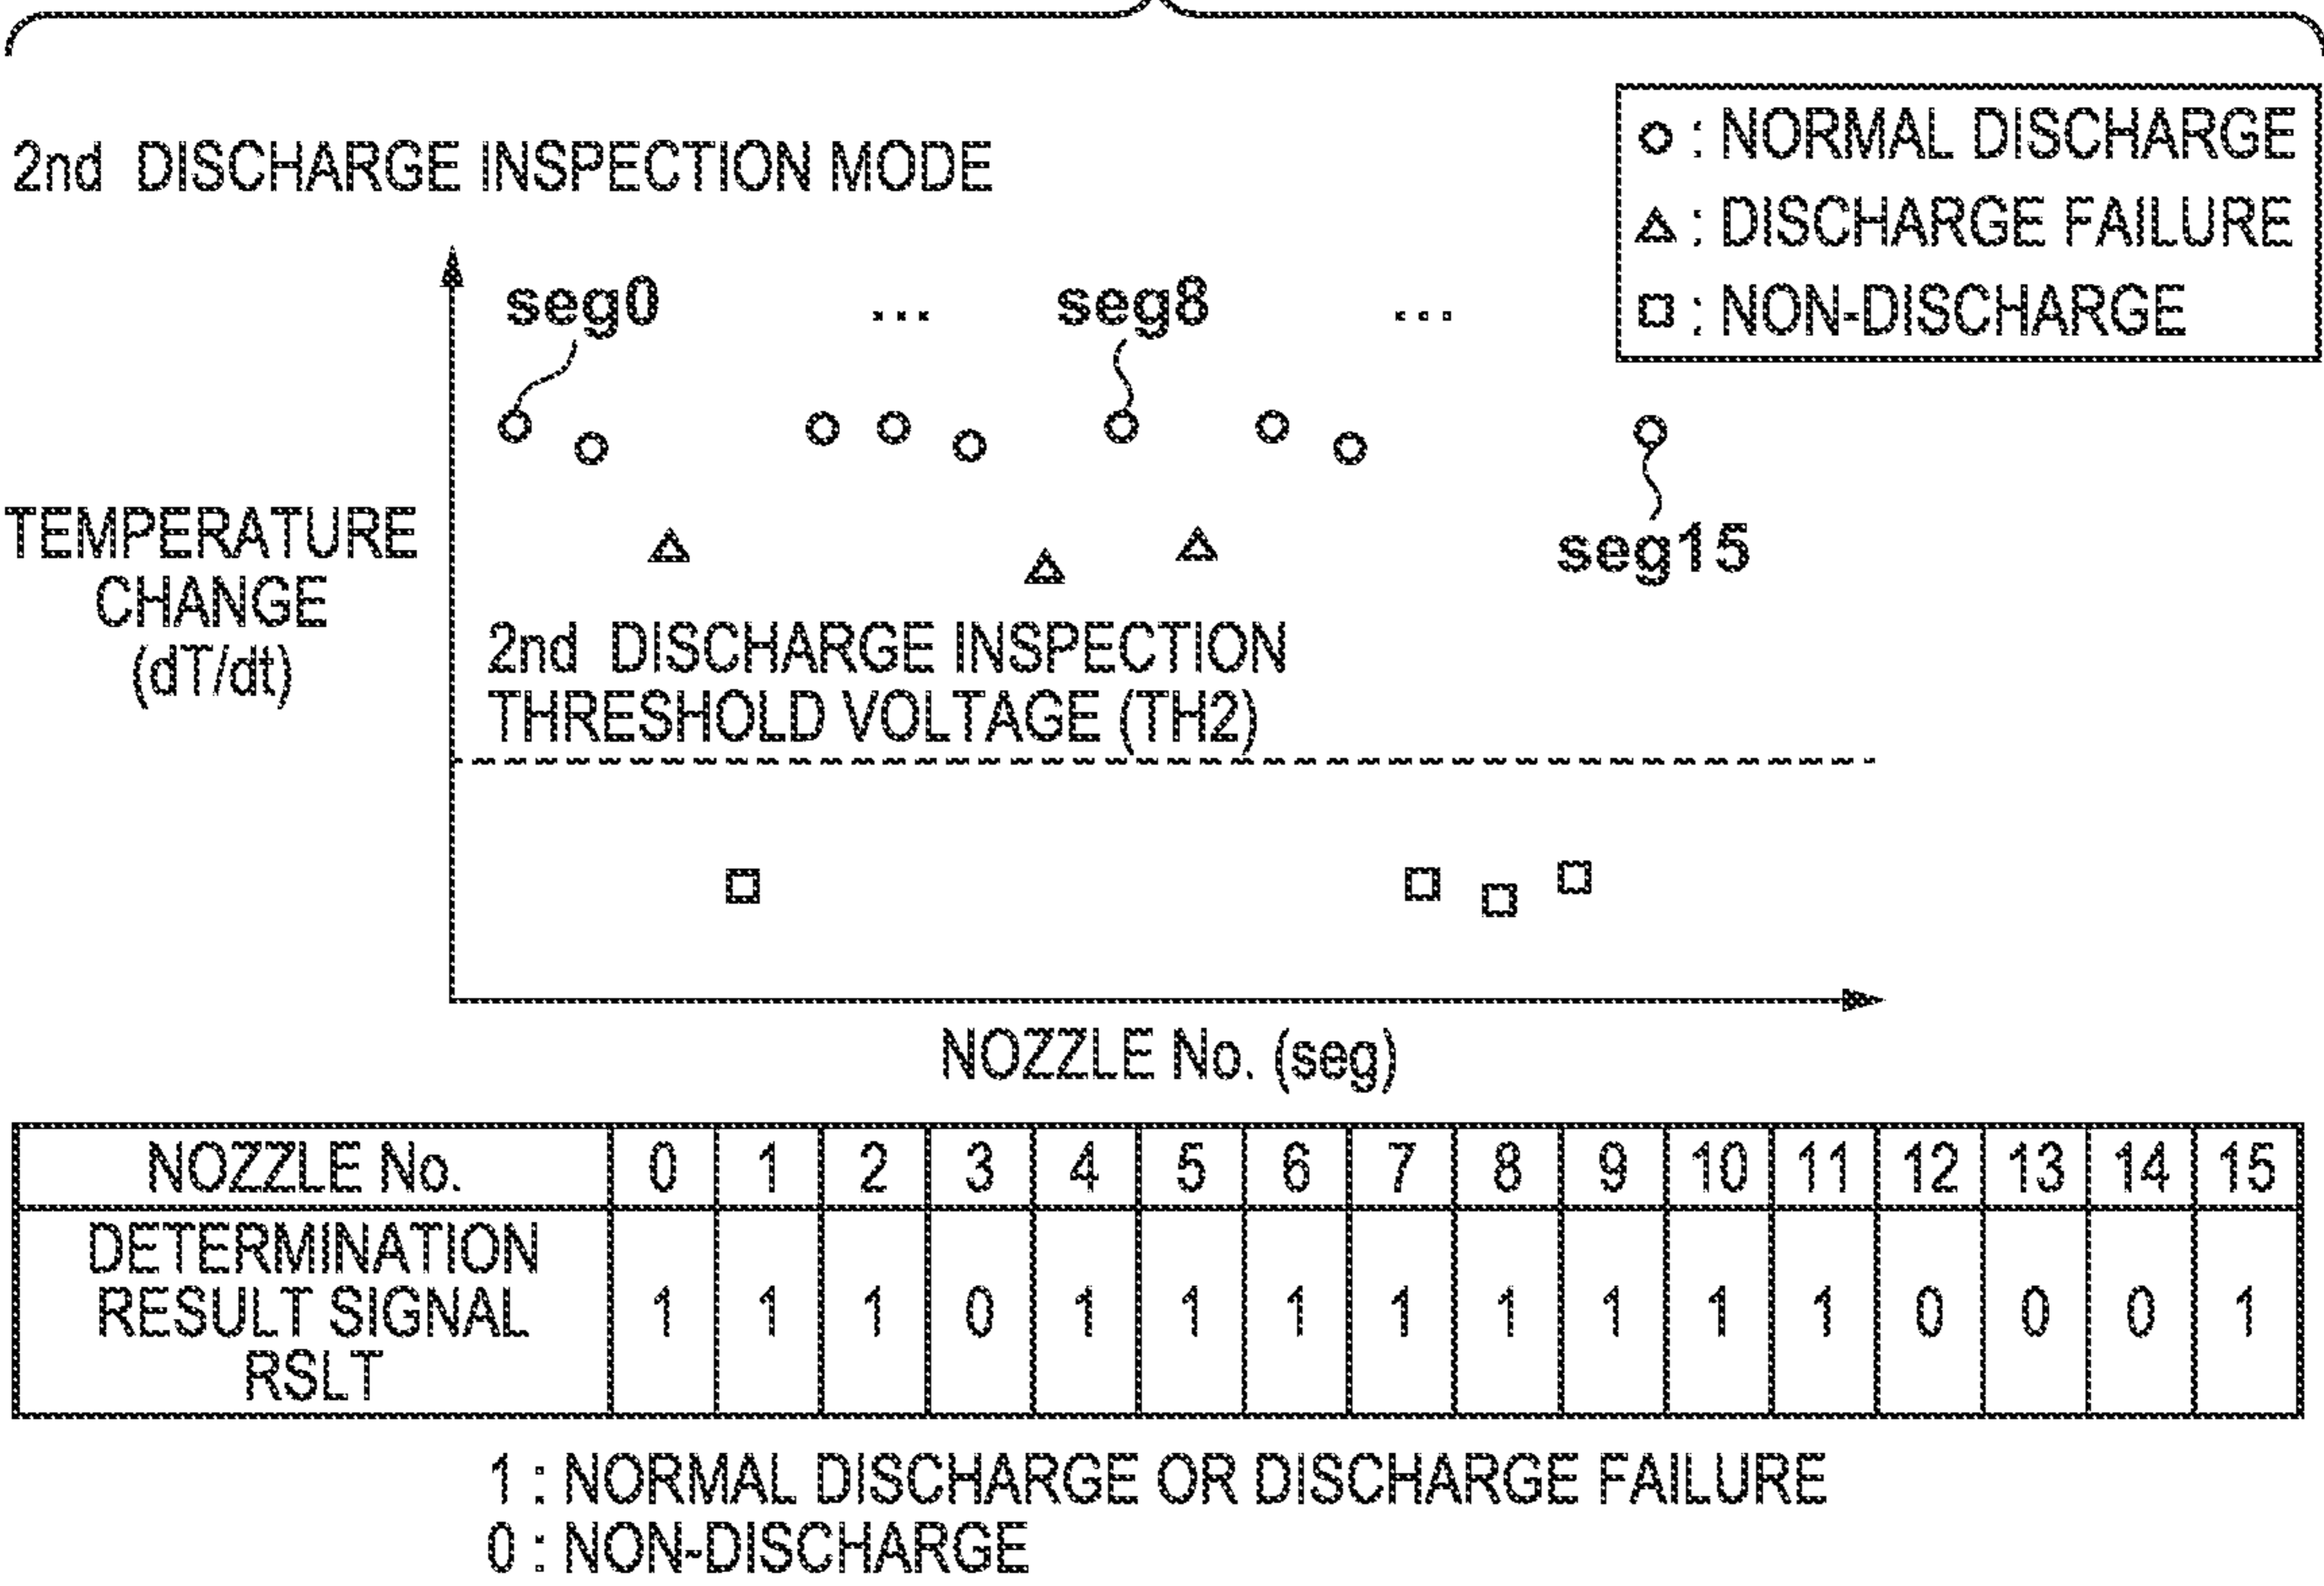 2nd DISCHARGE INSPECTION MODE
○ : NORMAL DISCHARGE
△ : DISCHARGE FAILURE
□ : NON-DISCHARGE
seg0 ... seg8 ...
seg15
TEMPERATURE
CHANGE
(dT/dt)
2nd DISCHARGE INSPECTION
THRESHOLD VOLTAGE (TH2)
NOZZLE No. (seg)
NOZZLE No. 0 1 2 3 4 5 6 7 8 9 10 11 12 13 14 15
DETERMINATION
RESULT SIGNAL 1 1 1 0 1 1 1 1 1 1 1 1 0 0 0 1
RSLT
1 : NORMAL DISCHARGE OR DISCHARGE FAILURE
0 : NON-DISCHARGE